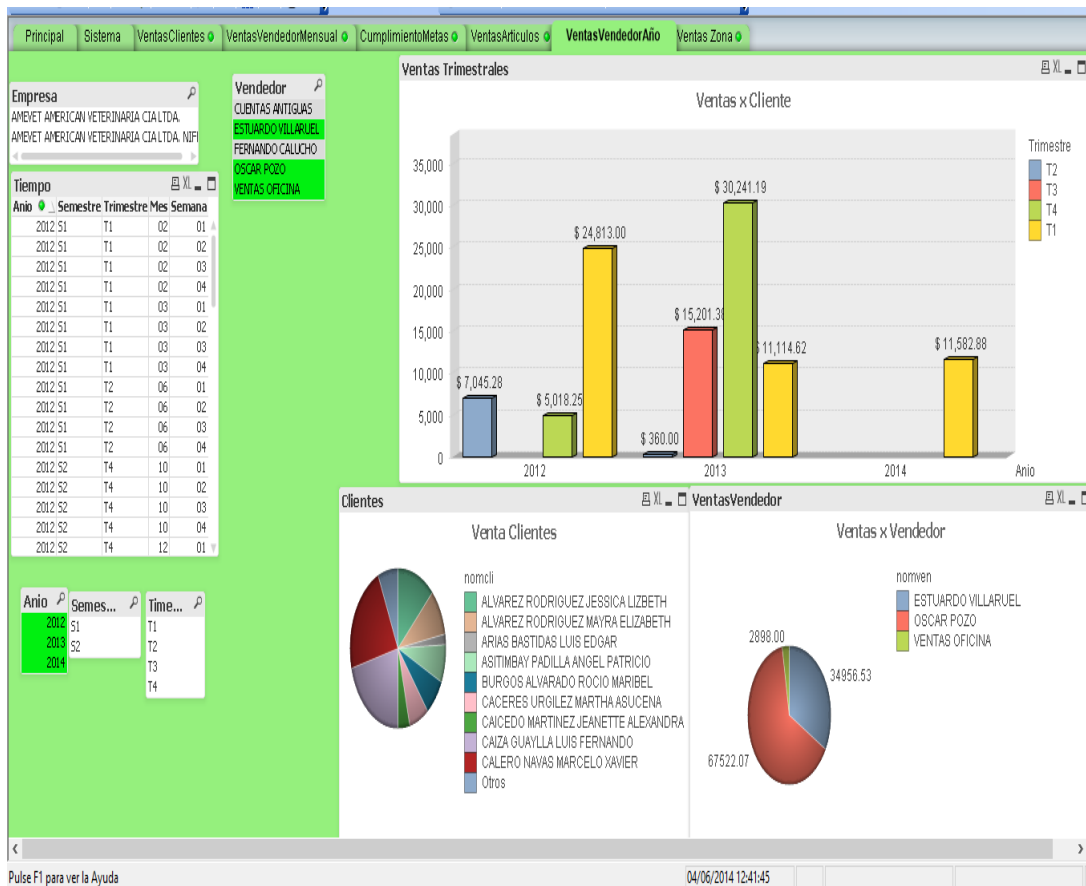 Principal
Sistema
VentasClientes
VentasVendedorMensual
CumplimientoMetas
VentasArticulos
VentasVendedorAño
Ventas Zona
Empresa
AMEVET AMERICAN VETERINARIA CIA LTDA.
AMEVET AMERICAN VETERINARIA CIA LTDA. NIFI
Vendedor
CUENTAS ANTIGUAS
ESTUARDO VILLARUEL
FERNANDO CALUCHO
OSCAR POZO
VENTAS OFICINA
Tiempo
XL
Anio Semestre Trimestre Mes Semana
2012 S1 T1 02 01
2012 S1 T1 02 02
2012 S1 T1 02 03
2012 S1 T1 02 04
2012 S1 T1 03 01
2012 S1 T1 03 02
2012 S1 T1 03 03
2012 S1 T1 03 04
2012 S1 T2 06 01
2012 S1 T2 06 02
2012 S1 T2 06 03
2012 S1 T2 06 04
2012 S2 T4 10 01
2012 S2 T4 10 02
2012 S2 T4 10 03
2012 S2 T4 10 04
2012 S2 T4 12 01
Anio
2012
2013
2014
Semes...
S1
S2
Time...
T1
T2
T3
T4
Ventas Trimestrales
XL
Ventas x Cliente
35,000
30,000
25,000
20,000
15,000
10,000
5,000
0
$ 7,045.28
$ 5,018.25
$ 24,813.00
$ 360.00
$ 15,201.38
$ 30,241.19
$ 11,114.62
$ 11,582.88
2012
2013
2014
Anio
Trimestre
T2
T3
T4
T1
Clientes
XL
Venta Clientes
nomcli
ALVAREZ RODRIGUEZ JESSICA LIZBETH
ALVAREZ RODRIGUEZ MAYRA ELIZABETH
ARIAS BASTIDAS LUIS EDGAR
ASITIMBAY PADILLA ANGEL PATRICIO
BURGOS ALVARADO ROCIO MARIBEL
CACERES URGILEZ MARTHA ASUCENA
CAICEDO MARTINEZ JEANETTE ALEXANDRA
CAIZA GUAYLLA LUIS FERNANDO
CALERO NAVAS MARCELO XAVIER
Otros
VentasVendedor
XL
Ventas x Vendedor
nomven
ESTUARDO VILLARUEL
OSCAR POZO
VENTAS OFICINA
2898.00
34956.53
67522.07
Pulse F1 para ver la Ayuda
04/06/2014 12:41:45